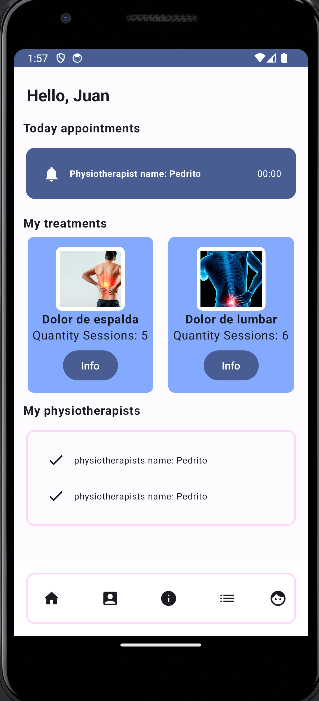 1:57
Hello, Juan
Today appointments
Physiotherapist name: Pedrito 00:00
My treatments
Dolor de espalda
Quantity Sessions: 5
Info
Dolor de lumbar
Quantity Sessions: 6
Info
My physiotherapists
physiotherapists name: Pedrito
physiotherapists name: Pedrito